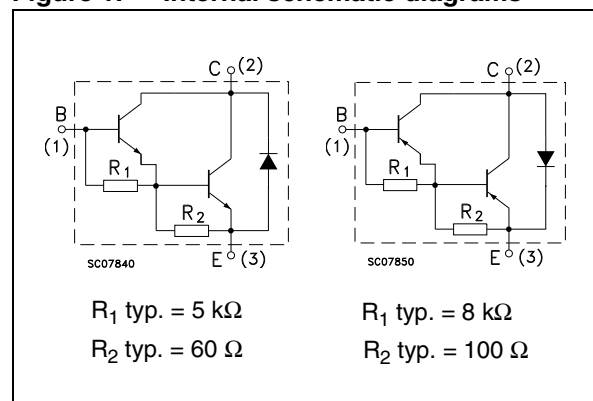 Figure 1. Internal schematic diagrams
C (2)
B
(1)
R1
R2
E (3)
SC07840
C (2)
B
(1)
R1
R2
E (3)
SC07850
R1 typ. = 5 kΩ
R2 typ. = 60 Ω
R1 typ. = 8 kΩ
R2 typ. = 100 Ω